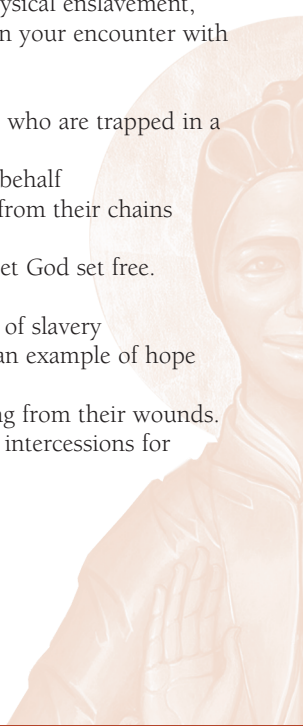 ysical enslavement,
n your encounter with
who are trapped in a
behalf
from their chains
et God set free.
of slavery
an example of hope
ng from their wounds.
intercessions for